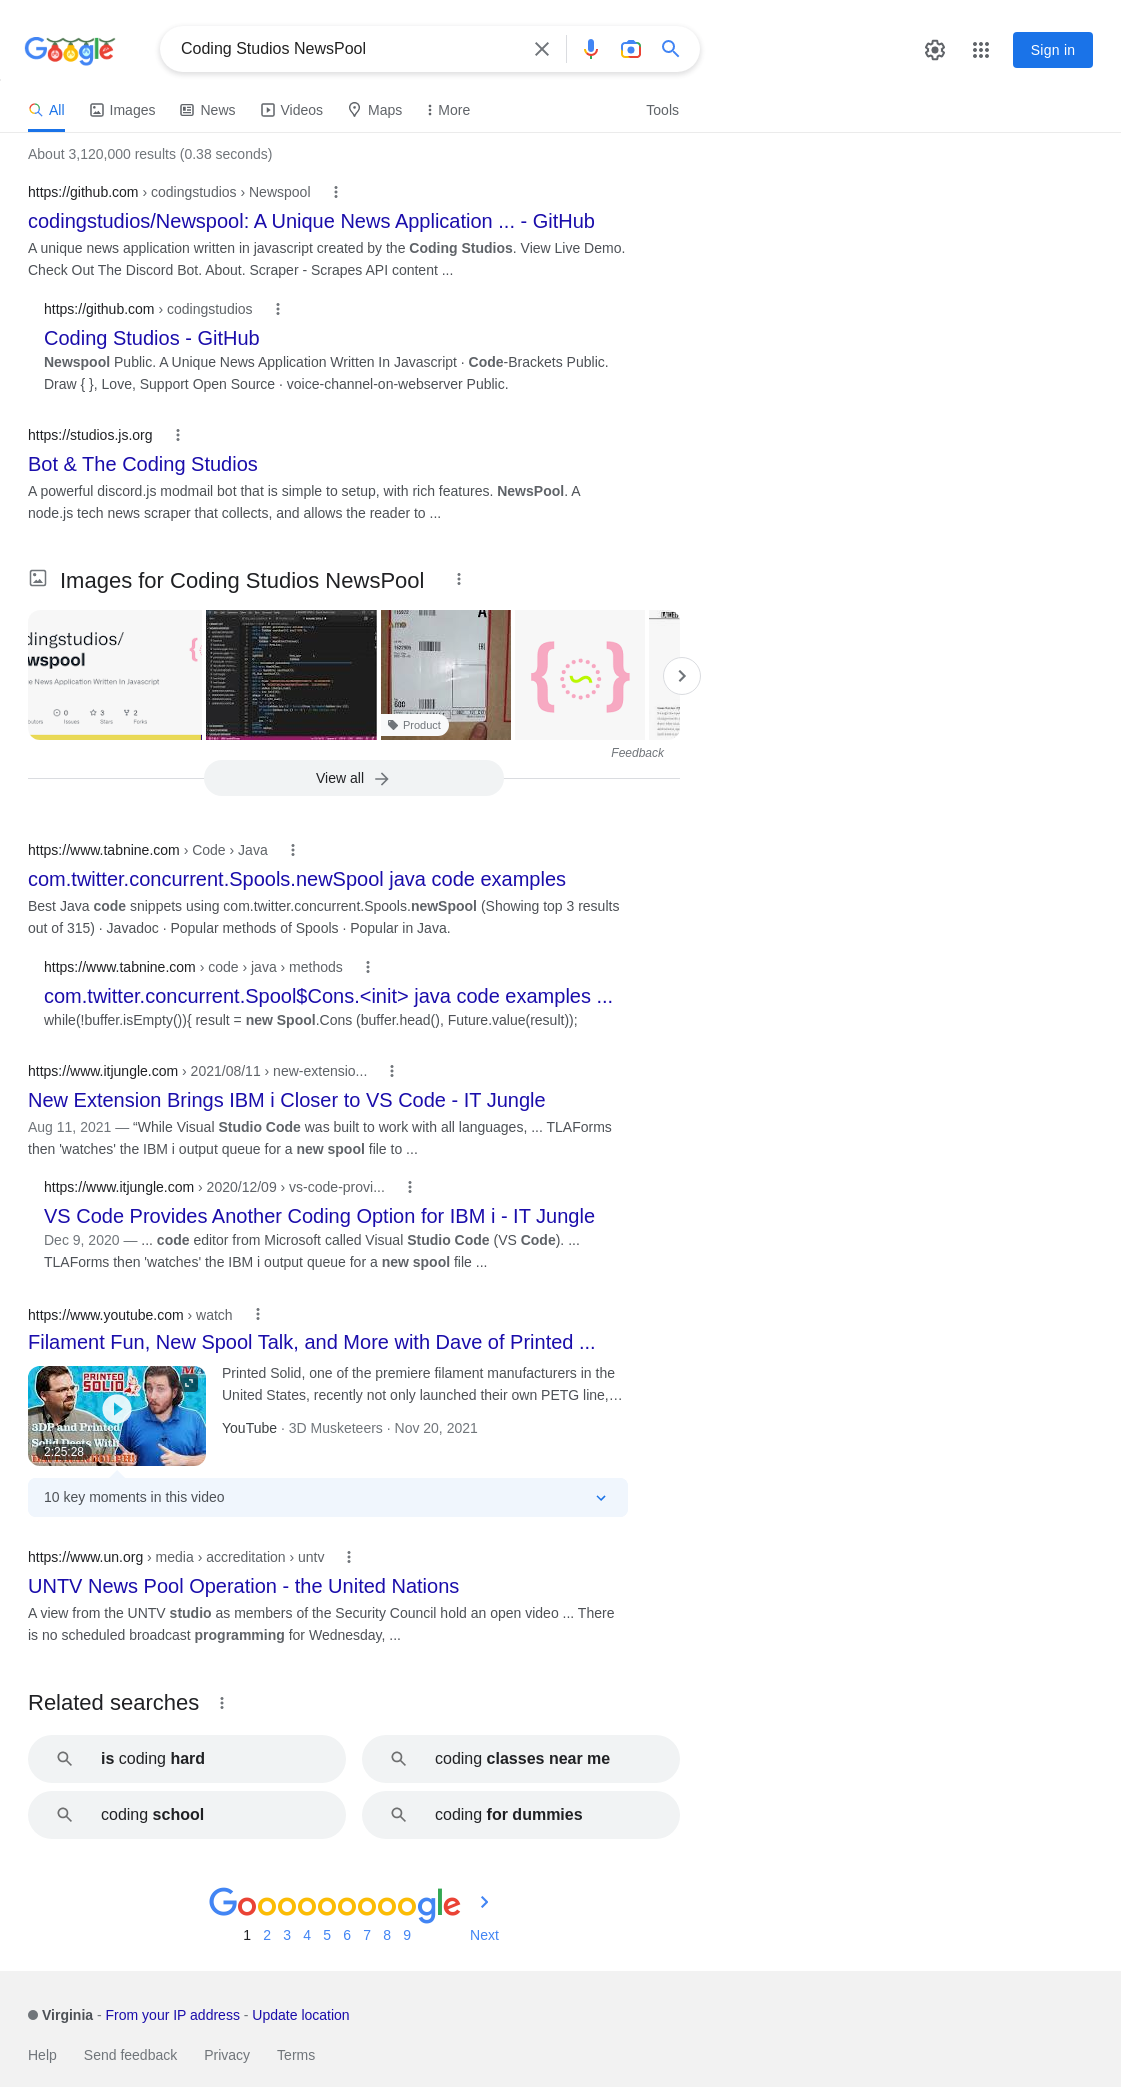 Google
Coding Studios NewsPool
Sign in
All
Images
News
Videos
Maps
More
Tools
About 3,120,000 results (0.38 seconds)
https://github.com › codingstudios › Newspool
codingstudios/Newspool: A Unique News Application ... - GitHub
A unique news application written in javascript created by the Coding Studios. View Live Demo.
Check Out The Discord Bot. About. Scraper - Scrapes API content ...
https://github.com › codingstudios
Coding Studios - GitHub
Newspool Public. A Unique News Application Written In Javascript · Code-Brackets Public.
Draw { }, Love, Support Open Source · voice-channel-on-webserver Public.
https://studios.js.org
Bot & The Coding Studios
A powerful discord.js modmail bot that is simple to setup, with rich features. NewsPool. A
node.js tech news scraper that collects, and allows the reader to ...
Images for Coding Studios NewsPool
dingstudios/
wspool
e News Application Written In Javascript
0
3
2
Issues
Stars
Forks
A
Product
Feedback
View all
https://www.tabnine.com › Code › Java
com.twitter.concurrent.Spools.newSpool java code examples
Best Java code snippets using com.twitter.concurrent.Spools.newSpool (Showing top 3 results
out of 315) · Javadoc · Popular methods of Spools · Popular in Java.
https://www.tabnine.com › code › java › methods
com.twitter.concurrent.Spool$Cons.<init> java code examples ...
while(!buffer.isEmpty()){ result = new Spool.Cons (buffer.head(), Future.value(result));
https://www.itjungle.com › 2021/08/11 › new-extensio...
New Extension Brings IBM i Closer to VS Code - IT Jungle
Aug 11, 2021 — “While Visual Studio Code was built to work with all languages, ... TLAForms
then 'watches' the IBM i output queue for a new spool file to ...
https://www.itjungle.com › 2020/12/09 › vs-code-provi...
VS Code Provides Another Coding Option for IBM i - IT Jungle
Dec 9, 2020 — ... code editor from Microsoft called Visual Studio Code (VS Code). ...
TLAForms then 'watches' the IBM i output queue for a new spool file ...
https://www.youtube.com › watch
Filament Fun, New Spool Talk, and More with Dave of Printed ...
PRINTED
SOLID
3DP and Printed
Solid Deets With
2:25:28
Printed Solid, one of the premiere filament manufacturers in the
United States, recently not only launched their own PETG line,...
YouTube · 3D Musketeers · Nov 20, 2021
10 key moments in this video
https://www.un.org › media › accreditation › untv
UNTV News Pool Operation - the United Nations
A view from the UNTV studio as members of the Security Council hold an open video ... There
is no scheduled broadcast programming for Wednesday, ...
Related searches
is coding hard
coding classes near me
coding school
coding for dummies
Gooooooooogle
1 2 3 4 5 6 7 8 9 Next
Virginia - From your IP address - Update location
Help Send feedback Privacy Terms